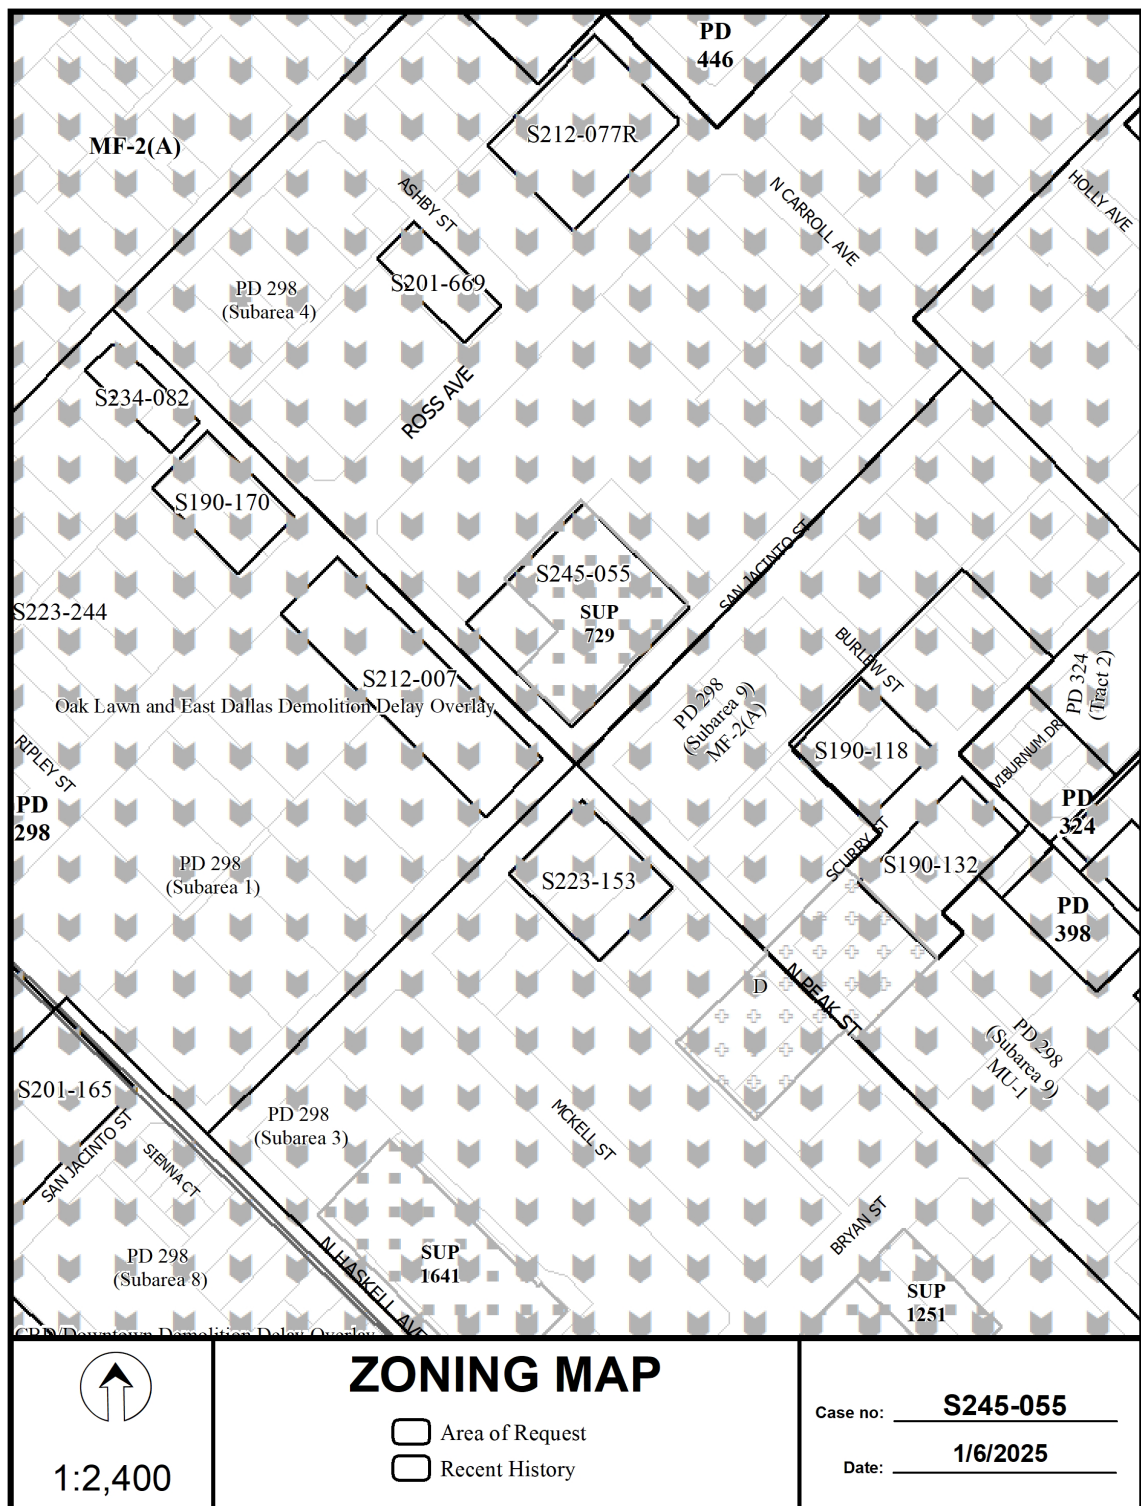 PD
446
S212-077R
MF-2(A)
ASHBY ST
N CARROLL AVE
HOLLY AVE
PD 298
(Subarea 4)
S201-669
S234-082
ROSS AVE
S190-170
SAN JACINTO ST
S245-055
SUP
729
S223-244
BURLEW ST
PD 324
(Tract 2)
S212-007
Oak Lawn and East Dallas Demolition Delay Overlay
PD 298
(Subarea 9)
MF-2(A)
RIPLEY ST
S190-118
VIBURNUM DR
PD
298
PD
324
SCURRY ST
PD 298
(Subarea 1)
S223-153
S190-132
PD
398
D
N PEAK ST
PD 298
(Subarea 9)
MU-1
S201-165
SAN JACINTO ST
SIENNA CT
PD 298
(Subarea 3)
MCKELL ST
BRYAN ST
PD 298
(Subarea 8)
N HASKELL AVE
SUP
1641
SUP
1251
CBD/Downtown Demolition Delay Overlay
1:2,400
ZONING MAP
Area of Request
Recent History
Case no: S245-055
Date: 1/6/2025